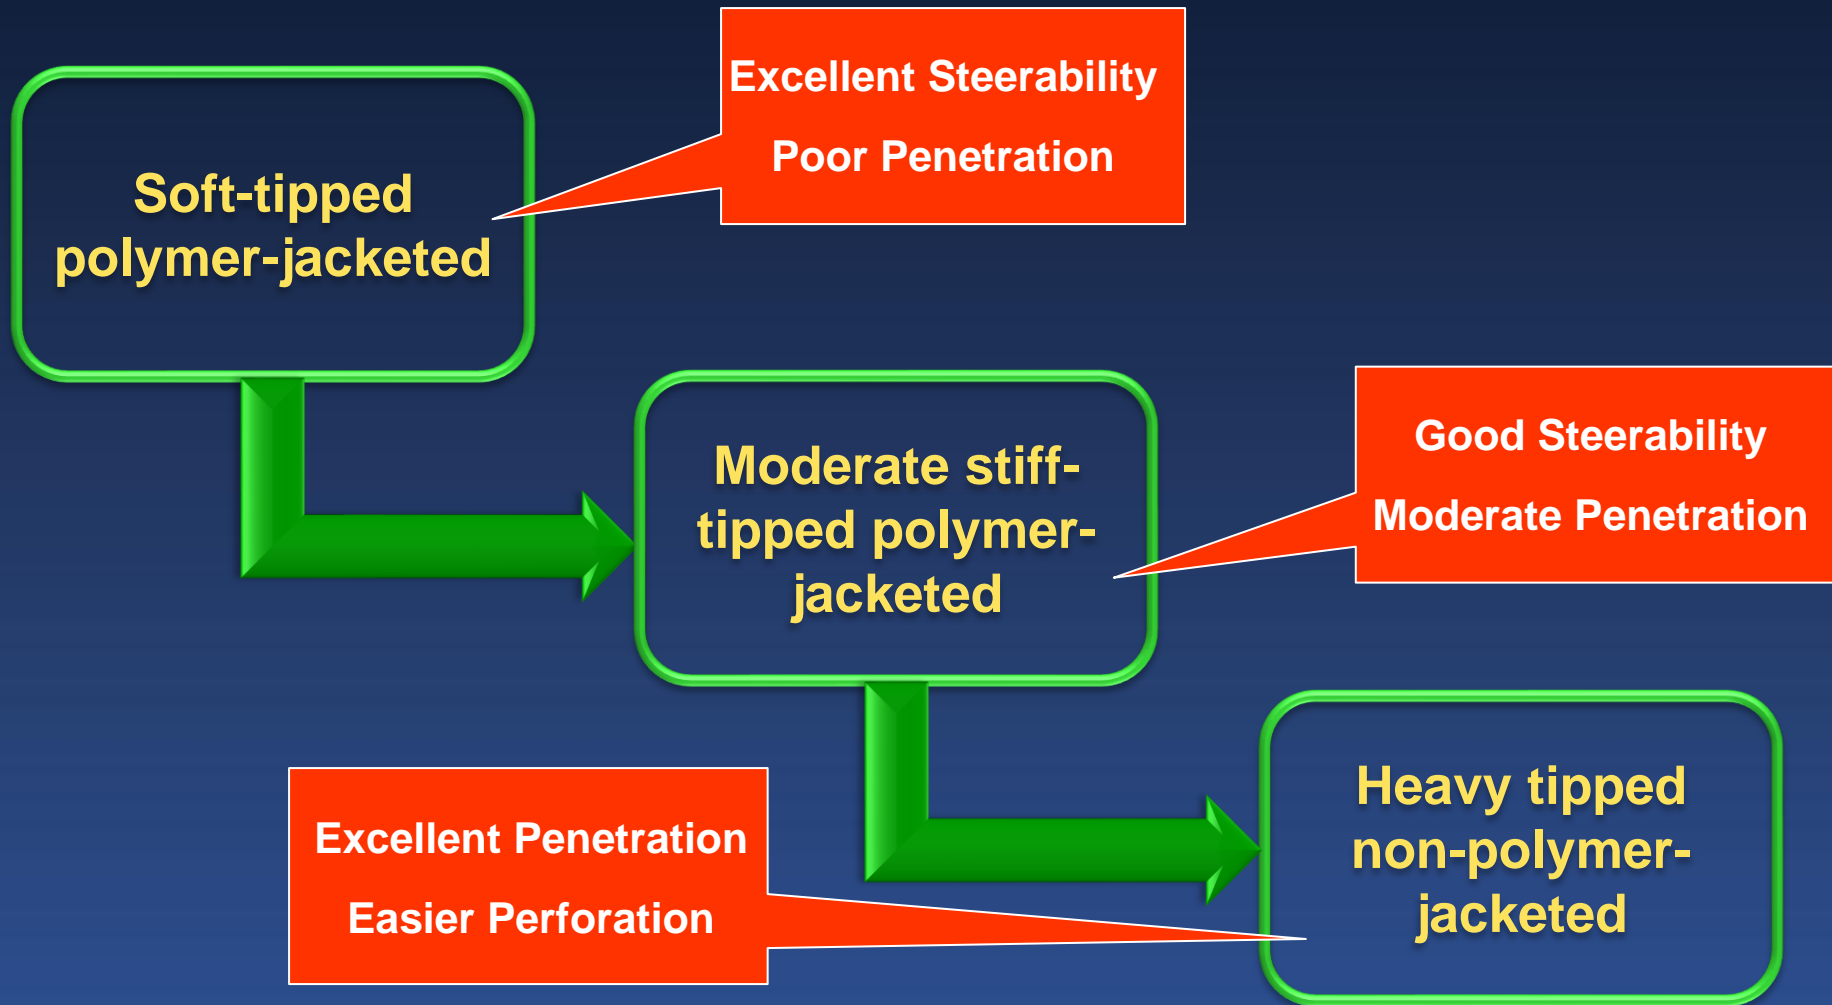 Excellent Steerability
Poor Penetration
Soft-tipped
polymer-jacketed
Moderate stiff-
tipped polymer-
jacketed
Good Steerability
Moderate Penetration
Excellent Penetration
Easier Perforation
Heavy tipped
non-polymer-
jacketed